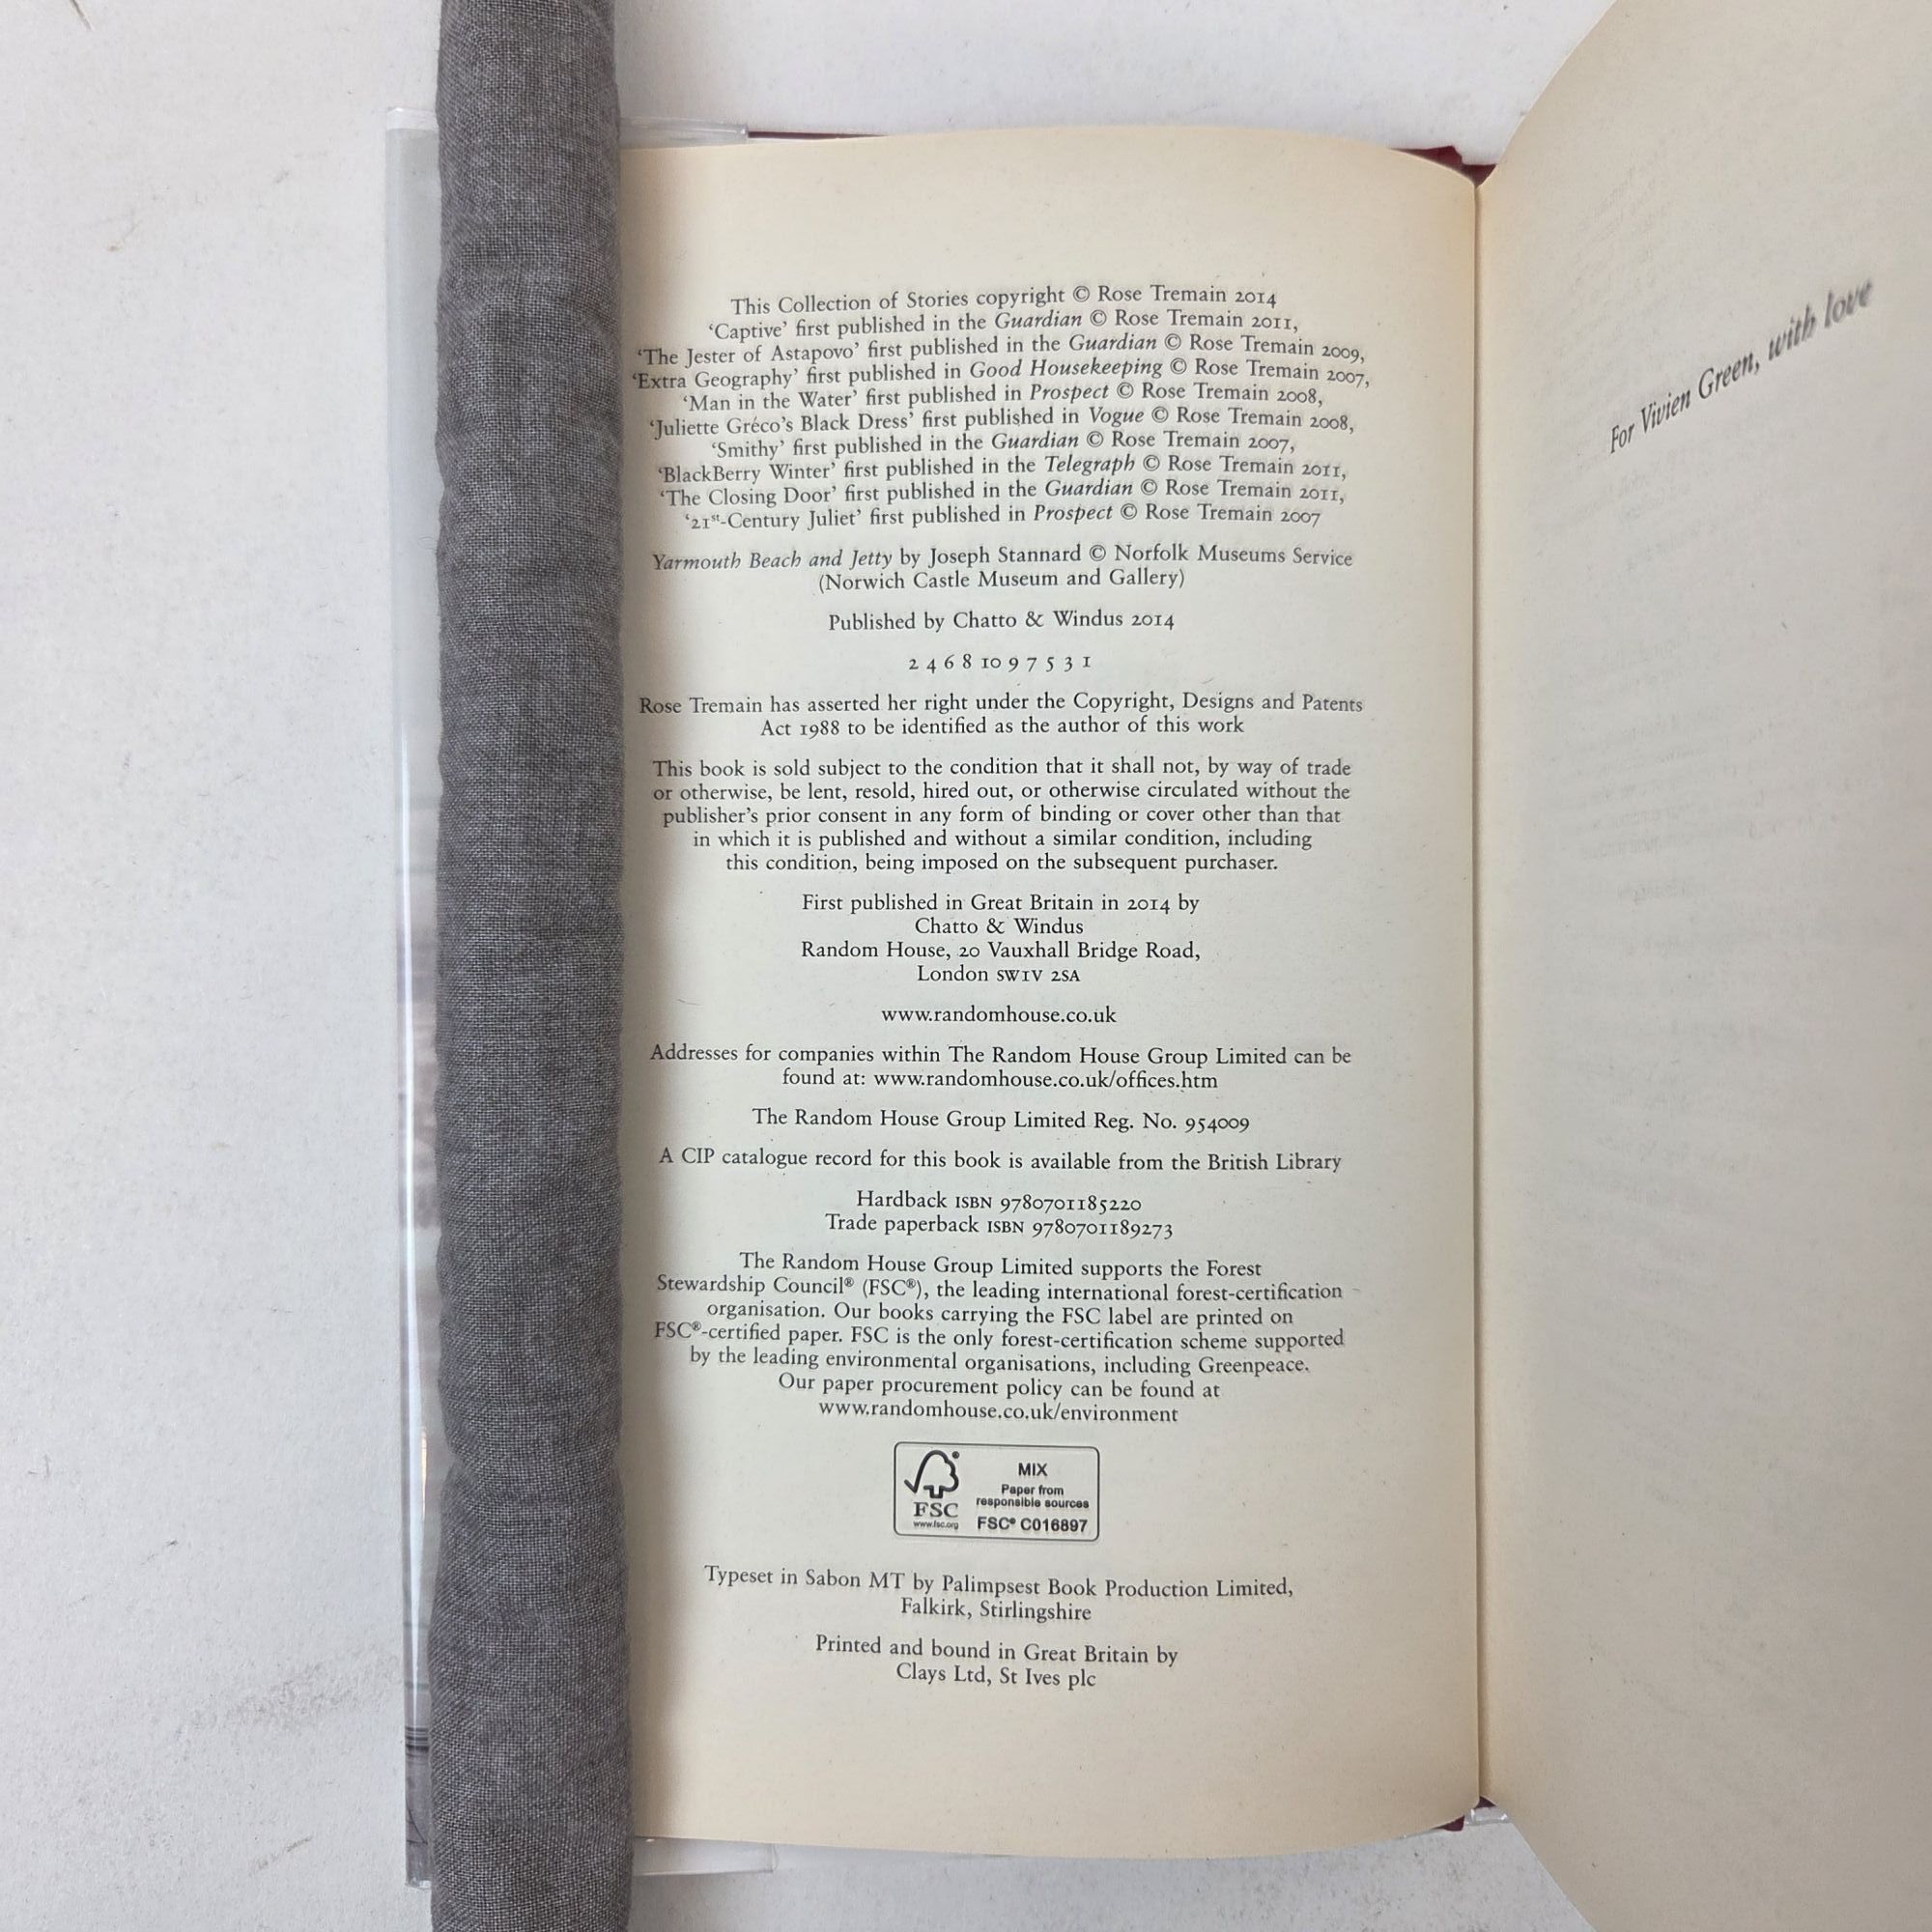 This Collection of Stories copyright © Rose Tremain 2014
‘Captive’ first published in the Guardian © Rose Tremain 2011,
‘The Jester of Astapovo’ first published in the Guardian © Rose Tremain 2009,
‘Extra Geography’ first published in Good Housekeeping © Rose Tremain 2007,
‘Man in the Water’ first published in Prospect © Rose Tremain 2008,
‘Juliette Gréco’s Black Dress’ first published in Vogue © Rose Tremain 2008,
‘Smithy’ first published in the Guardian © Rose Tremain 2007,
‘BlackBerry Winter’ first published in the Telegraph © Rose Tremain 2011,
‘The Closing Door’ first published in the Guardian © Rose Tremain 2011,
‘21st-Century Juliet’ first published in Prospect © Rose Tremain 2007
Yarmouth Beach and Jetty by Joseph Stannard © Norfolk Museums Service
(Norwich Castle Museum and Gallery)
Published by Chatto & Windus 2014
2 4 6 8 10 9 7 5 3 1
Rose Tremain has asserted her right under the Copyright, Designs and Patents
Act 1988 to be identified as the author of this work
This book is sold subject to the condition that it shall not, by way of trade
or otherwise, be lent, resold, hired out, or otherwise circulated without the
publisher’s prior consent in any form of binding or cover other than that
in which it is published and without a similar condition, including
this condition, being imposed on the subsequent purchaser.
First published in Great Britain in 2014 by
Chatto & Windus
Random House, 20 Vauxhall Bridge Road,
London SW1V 2SA
www.randomhouse.co.uk
Addresses for companies within The Random House Group Limited can be
found at: www.randomhouse.co.uk/offices.htm
The Random House Group Limited Reg. No. 954009
A CIP catalogue record for this book is available from the British Library
Hardback ISBN 9780701185220
Trade paperback ISBN 9780701189273
The Random House Group Limited supports the Forest
Stewardship Council® (FSC®), the leading international forest-certification
organisation. Our books carrying the FSC label are printed on
FSC®-certified paper. FSC is the only forest-certification scheme supported
by the leading environmental organisations, including Greenpeace.
Our paper procurement policy can be found at
www.randomhouse.co.uk/environment
®
FSC
www.fsc.org
MIX
Paper from
responsible sources
FSC® C016897
Typeset in Sabon MT by Palimpsest Book Production Limited,
Falkirk, Stirlingshire
Printed and bound in Great Britain by
Clays Ltd, St Ives plc
For Vivien Green, with love